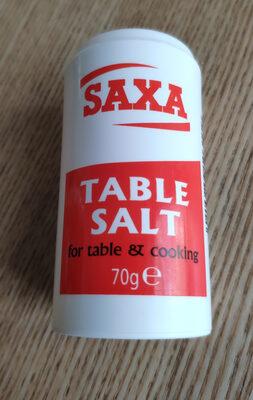 SAXA
TABLE
SALT
for table & cooking
70g ℮